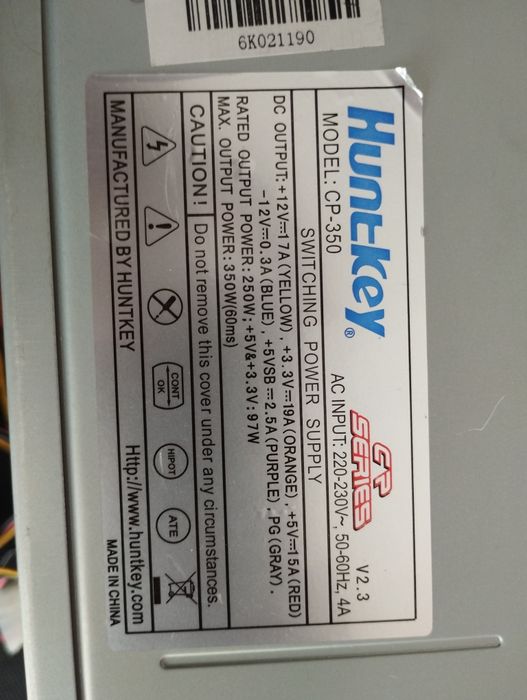 6K021190
Huntkey®
CP SERIES V2.3
MODEL: CP-350
AC INPUT: 220-230V~, 50-60Hz, 4A
SWITCHING POWER SUPPLY
DC OUTPUT: +12V⎓17A(YELLOW), +3.3V⎓19A(ORANGE), +5V⎓15A(RED)
-12V⎓0.3A(BLUE), +5VSB⎓2.5A(PURPLE), PG(GRAY).
RATED OUTPUT POWER: 250W; +5V&+3.3V:97W
MAX. OUTPUT POWER: 350W(60ms)
CAUTION! Do not remove this cover under any circumstances.
CONT OK
HIPOT
ATE
MANUFACTURED BY HUNTKEY
Http://www.huntkey.com
MADE IN CHINA